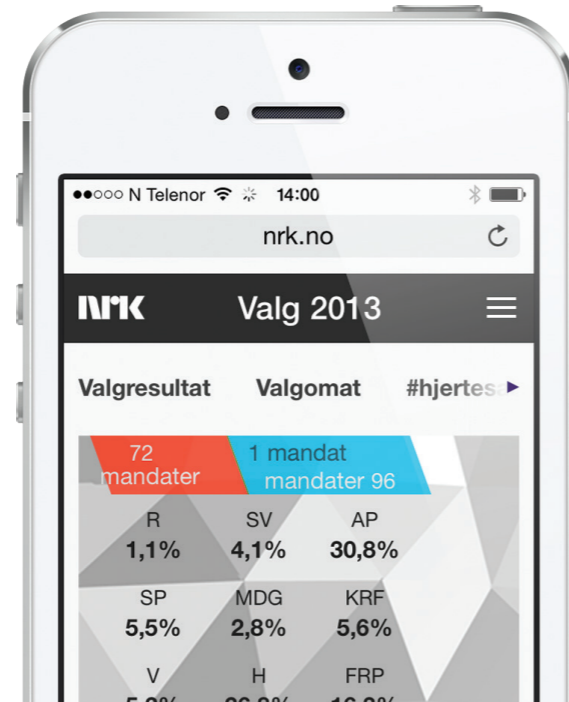 N Telenor 14:00
nrk.no
NRK Valg 2013
Valgresultat Valgomat #hjertes
72 1 mandat
mandater mandater 96
R SV AP
1,1% 4,1% 30,8%
SP MDG KRF
5,5% 2,8% 5,6%
V H FRP